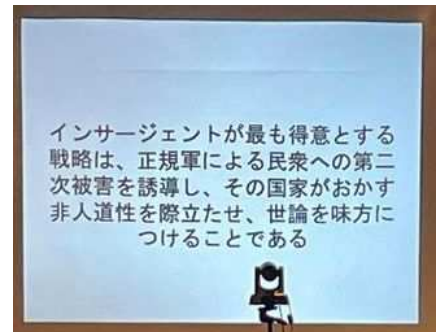 インサージェントが最も得意とする
戦略は、正規軍による民衆への第二
次被害を誘導し、その国家がおかす
非人道性を際立たせ、世論を味方に
つけることである